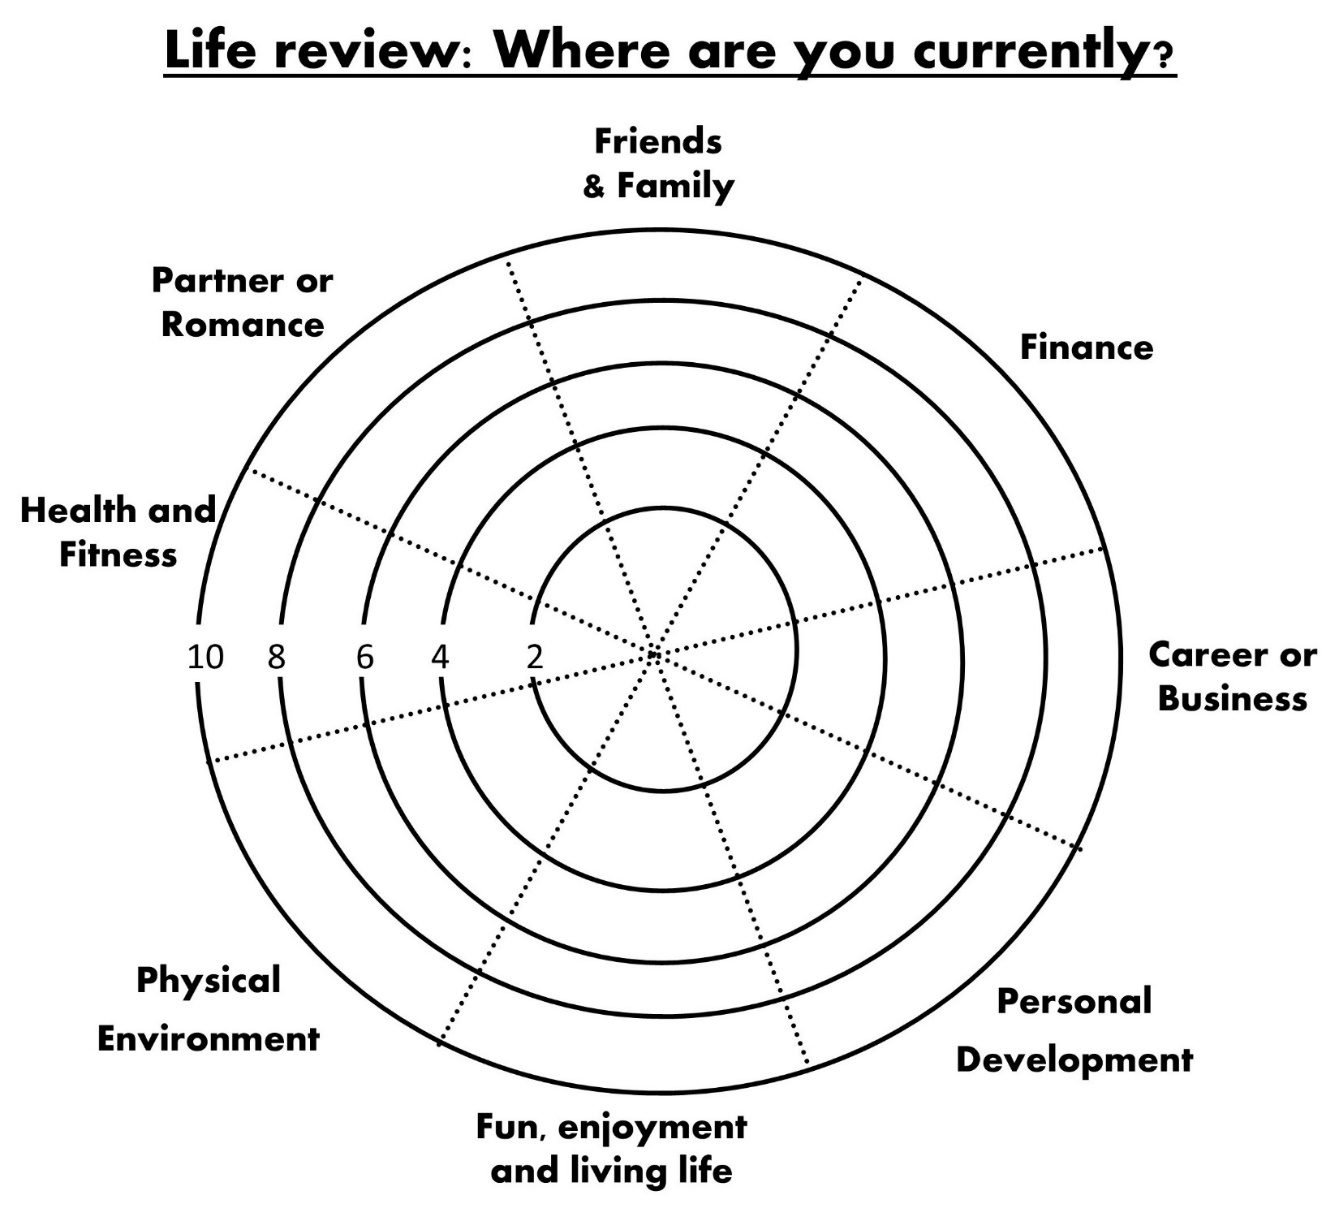 Life review: Where are you currently?
Friends
& Family
Partner or
Romance
Finance
Health and
Fitness
10 8 6 4 2
Career or
Business
Physical
Environment
Personal
Development
Fun, enjoyment
and living life